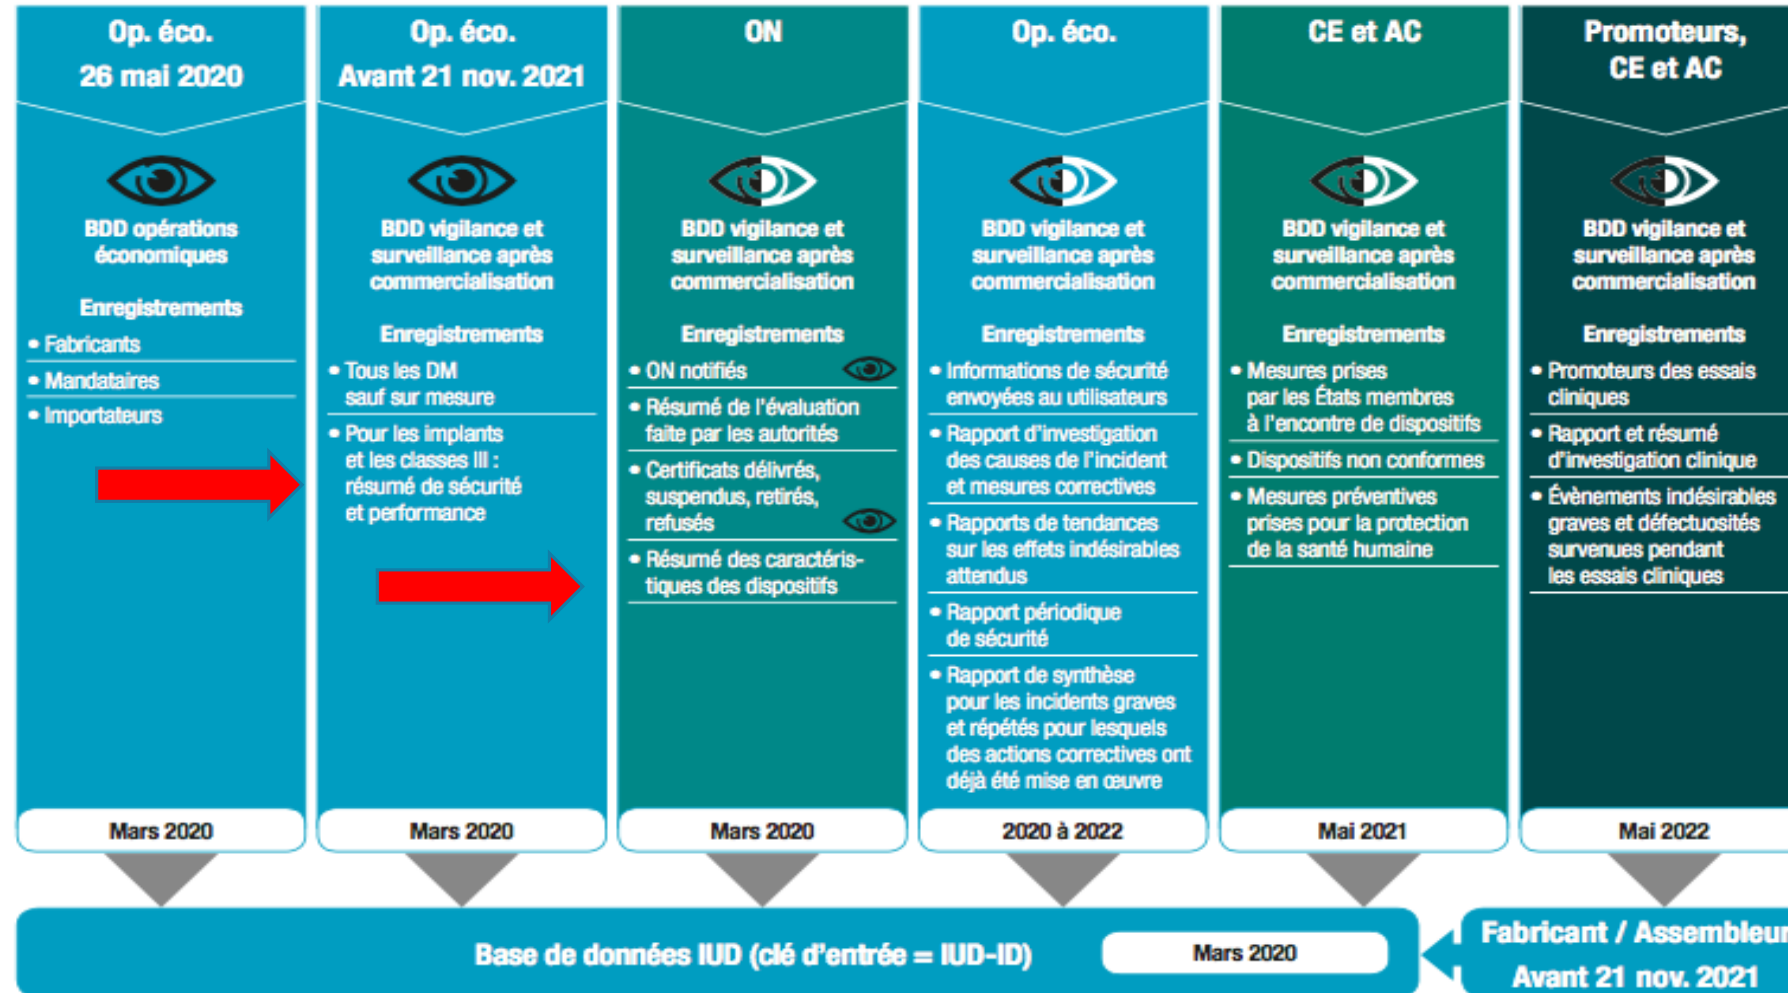 Op. éco.
26 mai 2020
BDD opérations
économiques
Enregistrements
• Fabricants
• Mandataires
• Importateurs
Mars 2020
Op. éco.
Avant 21 nov. 2021
BDD vigilance et
surveillance après
commercialisation
Enregistrements
• Tous les DM
sauf sur mesure
• Pour les implants
et les classes III :
résumé de sécurité
et performance
Mars 2020
ON
BDD vigilance et
surveillance après
commercialisation
Enregistrements
• ON notifiés
• Résumé de l'évaluation
faite par les autorités
• Certificats délivrés,
suspendus, retirés,
refusés
• Résumé des caractéris-
tiques des dispositifs
Mars 2020
Op. éco.
BDD vigilance et
surveillance après
commercialisation
Enregistrements
• Informations de sécurité
envoyées au utilisateurs
• Rapport d'investigation
des causes de l'incident
et mesures correctives
• Rapports de tendances
sur les effets indésirables
attendus
• Rapport périodique
de sécurité
• Rapport de synthèse
pour les incidents graves
et répétés pour lesquels
des actions correctives ont
déjà été mise en œuvre
2020 à 2022
CE et AC
BDD vigilance et
surveillance après
commercialisation
Enregistrements
• Mesures prises
par les États membres
à l'encontre de dispositifs
• Dispositifs non conformes
• Mesures préventives
prises pour la protection
de la santé humaine
Mai 2021
Promoteurs,
CE et AC
BDD vigilance et
surveillance après
commercialisation
Enregistrements
• Promoteurs des essais
cliniques
• Rapport et résumé
d'investigation clinique
• Évènements indésirables
graves et défectuosités
survenues pendant
les essais cliniques
Mai 2022
Base de données IUD (clé d'entrée = IUD-ID)
Mars 2020
Fabricant / Assembleur
Avant 21 nov. 2021